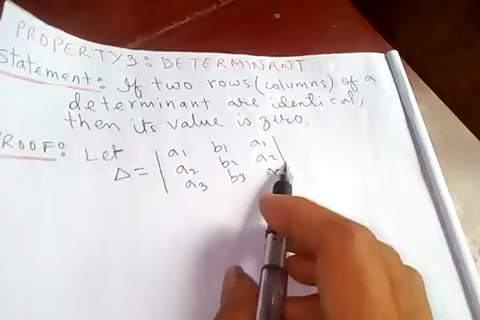 PROPERTY 3: DETERMINANT
Statement: If two rows (columns) of a
determinant are identical,
then its value is zero.
PROOF: Let
Δ = | a1 b1 a1 |
a2 b2 a2
a3 b3